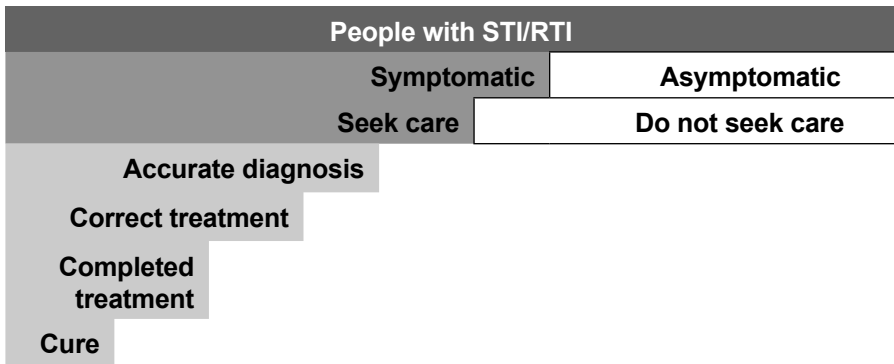 People with STI/RTI
Symptomatic Asymptomatic
Seek care Do not seek care
Accurate diagnosis
Correct treatment
Completed
treatment
Cure